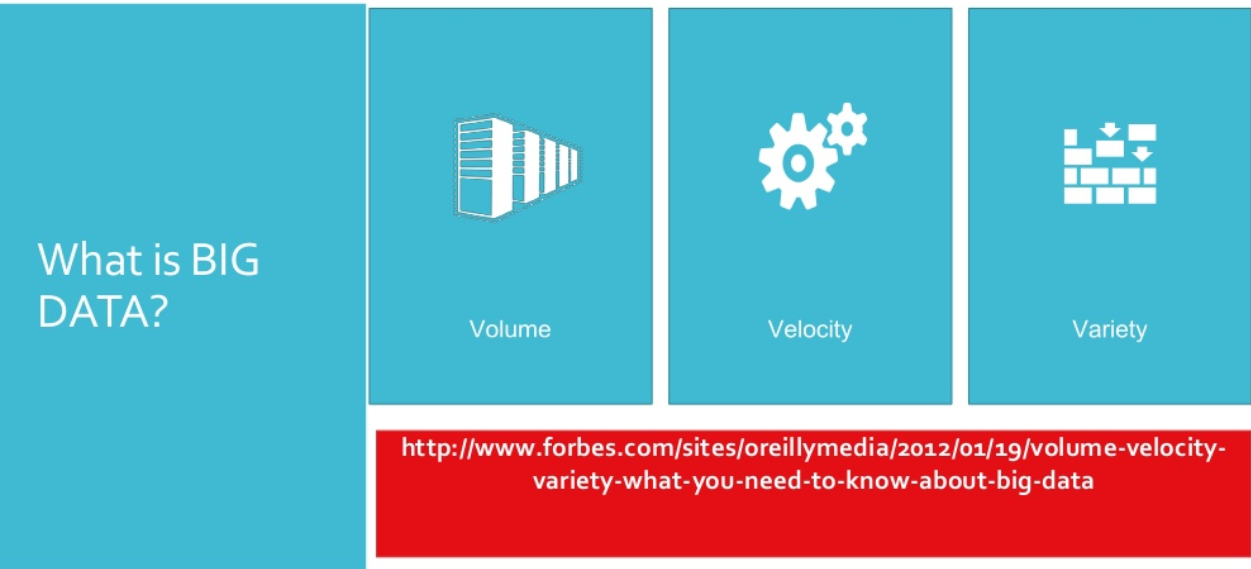 What is BIG
DATA?
Volume
Velocity
Variety
http://www.forbes.com/sites/oreillymedia/2012/01/19/volume-velocity-
variety-what-you-need-to-know-about-big-data